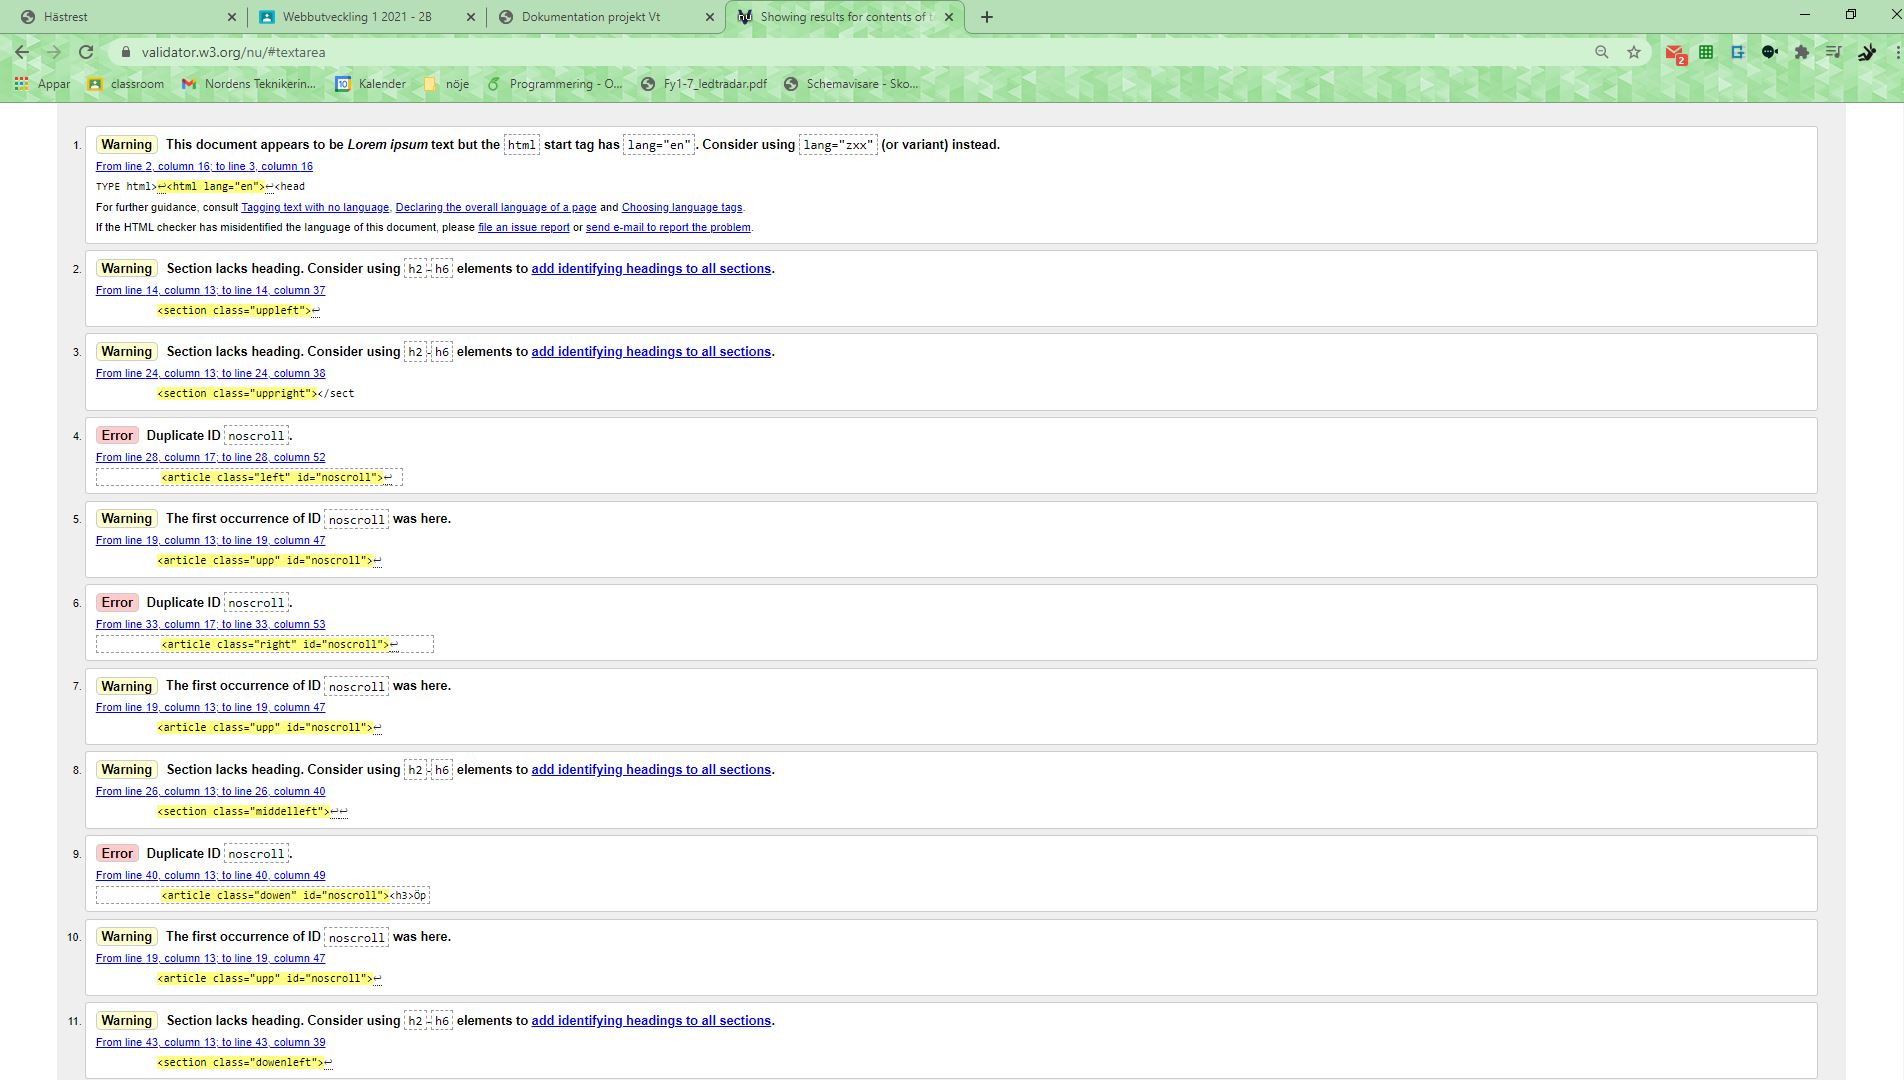 Hästrest
Webbutveckling 1 2021 - 2B
Dokumentation projekt Vt
Showing results for contents of t
validator.w3.org/nu/#textarea
2
Appar
classroom
Nordens Teknikerin...
10
Kalender
nöje
Programmering - O...
Fy1-7_ledtradar.pdf
Schemavisare - Sko...
1. Warning This document appears to be Lorem ipsum text but the html start tag has lang="en". Consider using lang="zxx" (or variant) instead.
From line 2, column 16; to line 3, column 16
TYPE html>↩<html lang="en">↩<head
For further guidance, consult Tagging text with no language, Declaring the overall language of a page and Choosing language tags.
If the HTML checker has misidentified the language of this document, please file an issue report or send e-mail to report the problem.
2. Warning Section lacks heading. Consider using h2-h6 elements to add identifying headings to all sections.
From line 14, column 13; to line 14, column 37
<section class="uppleft">↩
3. Warning Section lacks heading. Consider using h2-h6 elements to add identifying headings to all sections.
From line 24, column 13; to line 24, column 38
<section class="uppright"></sect
4. Error Duplicate ID noscroll.
From line 28, column 17; to line 28, column 52
<article class="left" id="noscroll">↩
5. Warning The first occurrence of ID noscroll was here.
From line 19, column 13; to line 19, column 47
<article class="upp" id="noscroll">↩
6. Error Duplicate ID noscroll.
From line 33, column 17; to line 33, column 53
<article class="right" id="noscroll">↩
7. Warning The first occurrence of ID noscroll was here.
From line 19, column 13; to line 19, column 47
<article class="upp" id="noscroll">↩
8. Warning Section lacks heading. Consider using h2-h6 elements to add identifying headings to all sections.
From line 26, column 13; to line 26, column 40
<section class="middelleft">↩↩
9. Error Duplicate ID noscroll.
From line 40, column 13; to line 40, column 49
<article class="dowen" id="noscroll"><h3>Öp
10. Warning The first occurrence of ID noscroll was here.
From line 19, column 13; to line 19, column 47
<article class="upp" id="noscroll">↩
11. Warning Section lacks heading. Consider using h2-h6 elements to add identifying headings to all sections.
From line 43, column 13; to line 43, column 39
<section class="dowenleft">↩